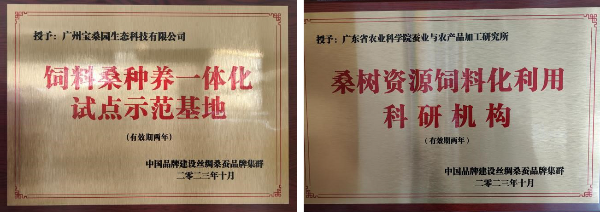 授予：广州宝桑园生态科技有限公司
饲料桑种养一体化
试点示范基地
（有效期两年）
中国品牌建设丝绸桑蚕品牌集群
二零二三年十月
授予：广东省农业科学院蚕业与农产品加工研究所
桑树资源饲料化利用
科研机构
（有效期两年）
中国品牌建设丝绸桑蚕品牌集群
二零二三年十月